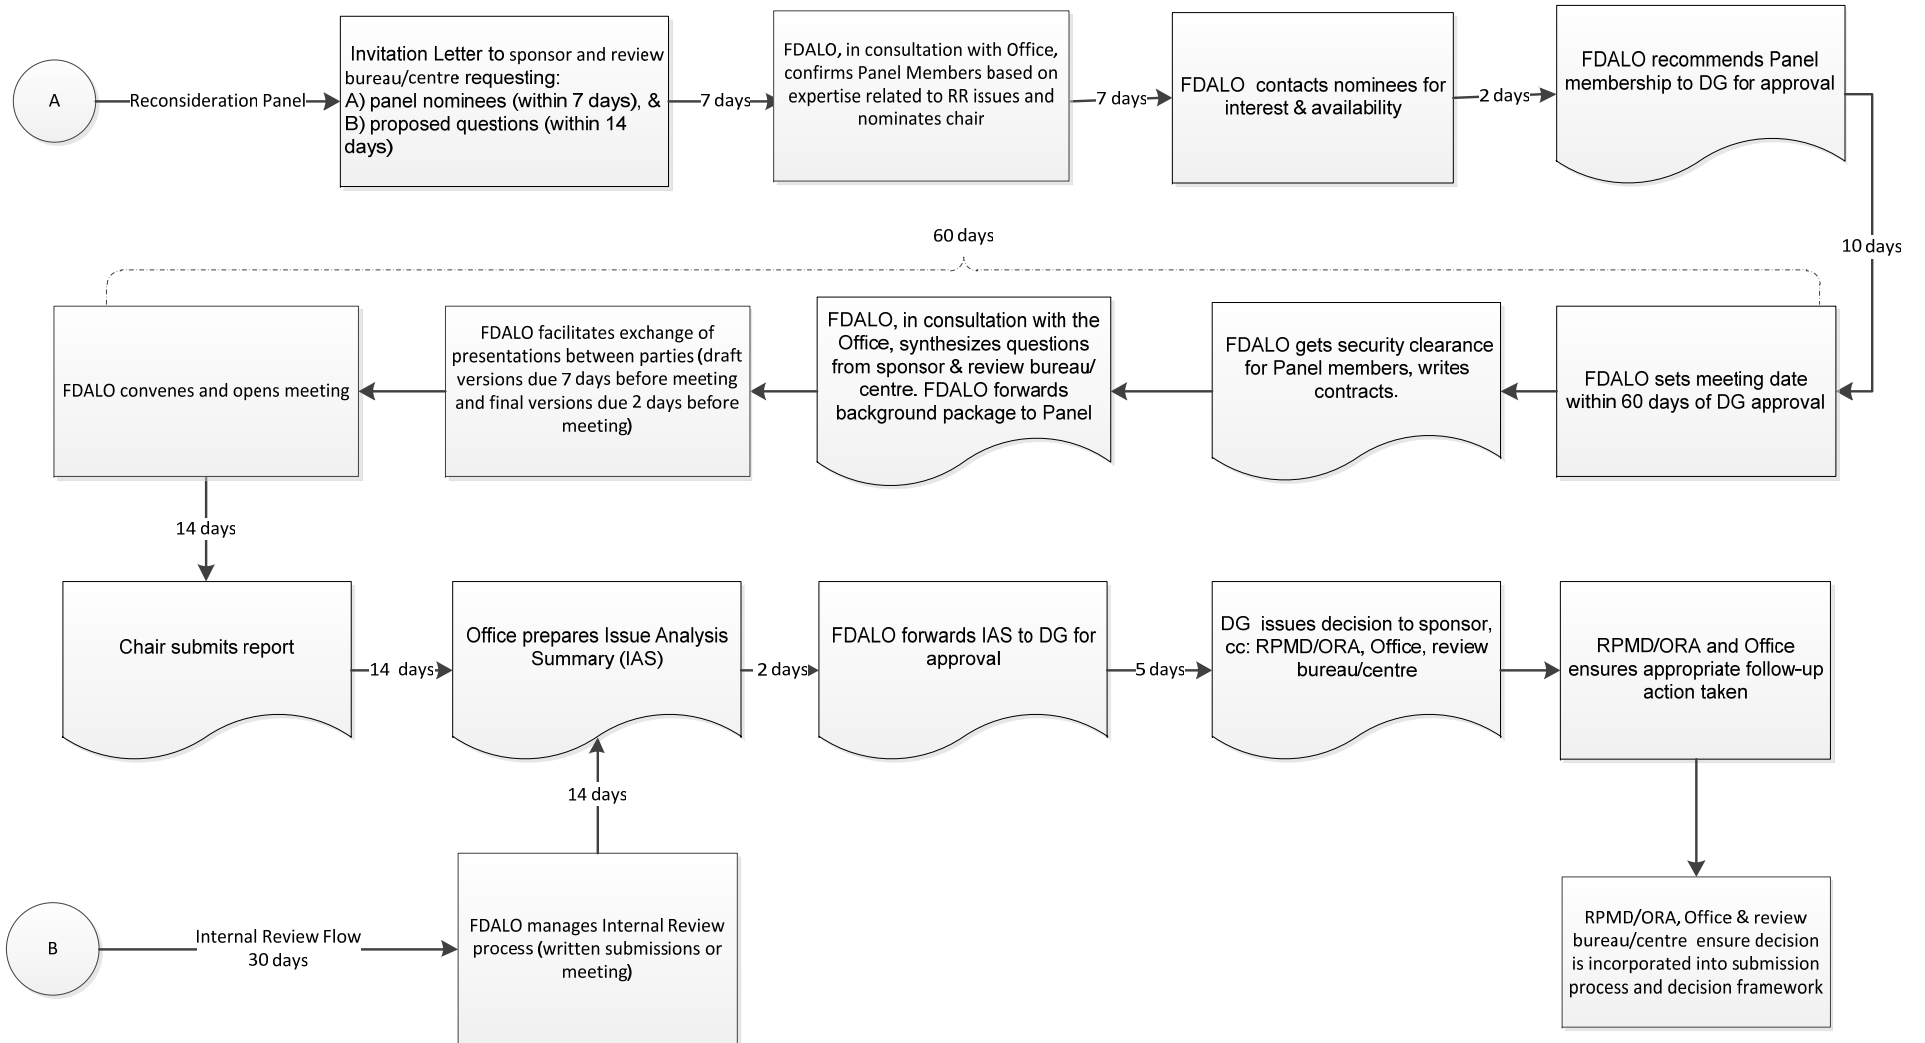 A
Reconsideration Panel
Invitation Letter to sponsor and review
bureau/centre requesting:
A) panel nominees (within 7 days), &
B) proposed questions (within 14
days)
7 days
FDALO, in consultation with Office,
confirms Panel Members based on
expertise related to RR issues and
nominates chair
7 days
FDALO contacts nominees for
interest & availability
2 days
FDALO recommends Panel
membership to DG for approval
10 days
60 days
FDALO sets meeting date
within 60 days of DG approval
FDALO gets security clearance
for Panel members, writes
contracts.
FDALO, in consultation with the
Office, synthesizes questions
from sponsor & review bureau/
centre. FDALO forwards
background package to Panel
FDALO facilitates exchange of
presentations between parties (draft
versions due 7 days before meeting
and final versions due 2 days before
meeting)
FDALO convenes and opens meeting
14 days
Chair submits report
14 days
Office prepares Issue Analysis
Summary (IAS)
2 days
FDALO forwards IAS to DG for
approval
5 days
DG issues decision to sponsor,
cc: RPMD/ORA, Office, review
bureau/centre
RPMD/ORA and Office
ensures appropriate follow-up
action taken
14 days
B
Internal Review Flow
30 days
FDALO manages Internal Review
process (written submissions or
meeting)
RPMD/ORA, Office & review
bureau/centre ensure decision
is incorporated into submission
process and decision framework